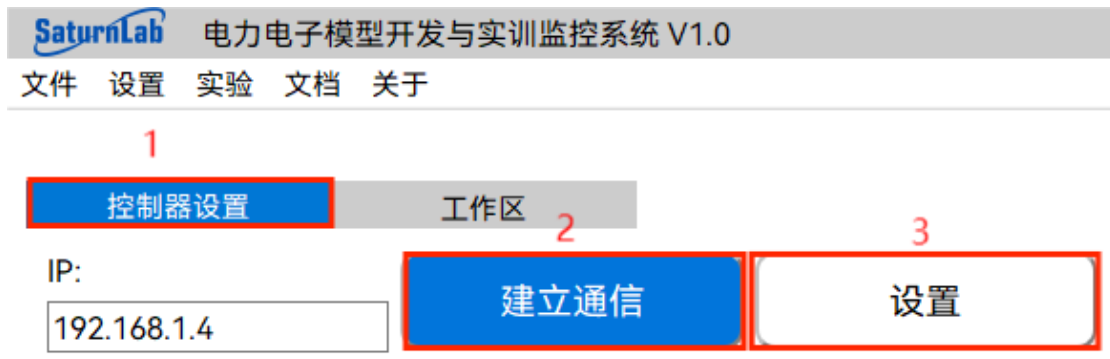 SaturnLab 电力电子模型开发与实训监控系统 V1.0
文件 设置 实验 文档 关于
1
控制器设置 工作区
2 3
IP:
建立通信 设置
192.168.1.4